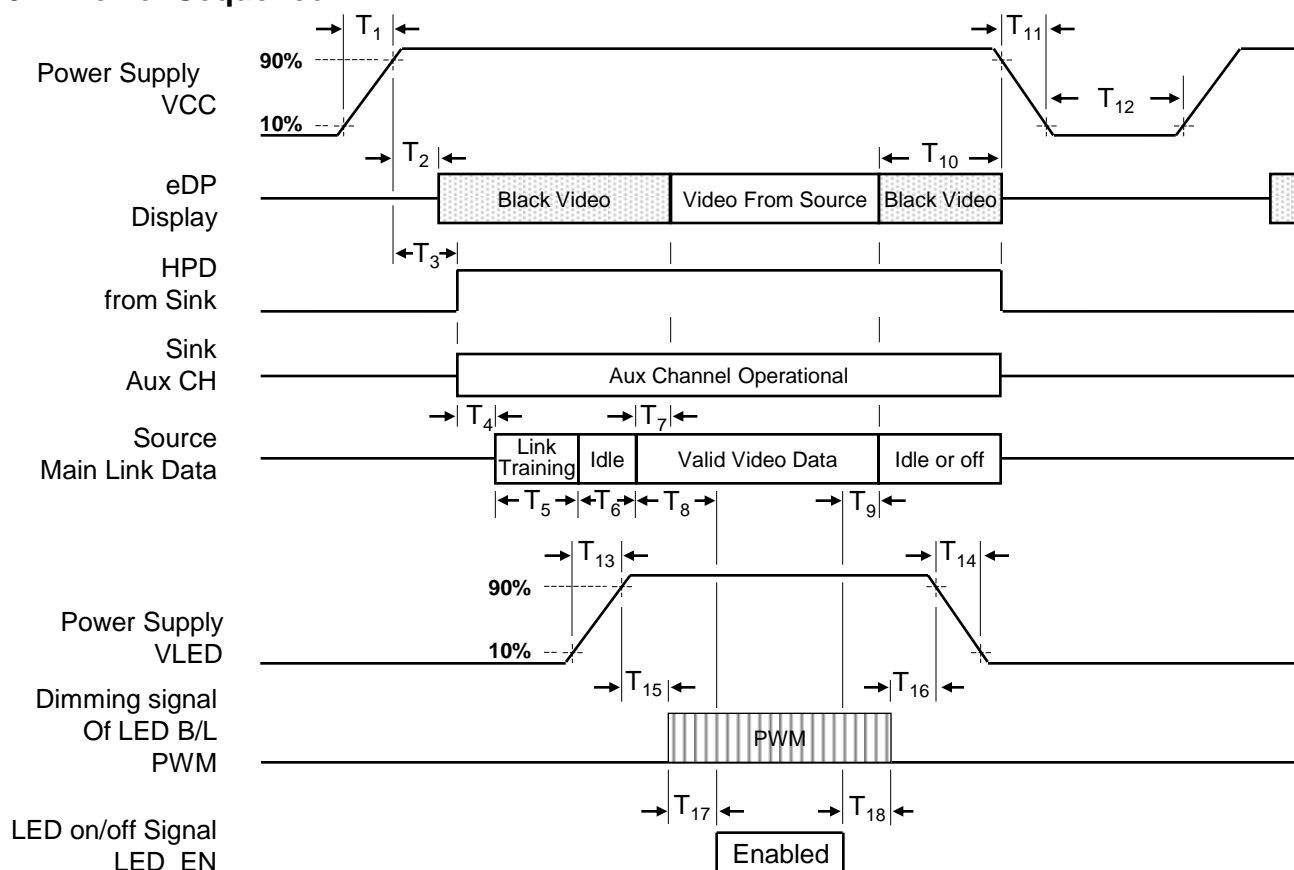 T1
T11
90%
Power Supply
VCC
T12
10%
T2
T10
eDP
Display
Black Video
Video From Source
Black Video
T3
HPD
from Sink
Sink
Aux CH
Aux Channel Operational
T4
T7
Source
Main Link Data
Link
Training
Idle
Valid Video Data
Idle or off
T5
T6
T8
T9
T13
T14
90%
Power Supply
VLED
10%
T15
T16
Dimming signal
Of LED B/L
PWM
PWM
T17
T18
LED on/off Signal
LED_EN
Enabled